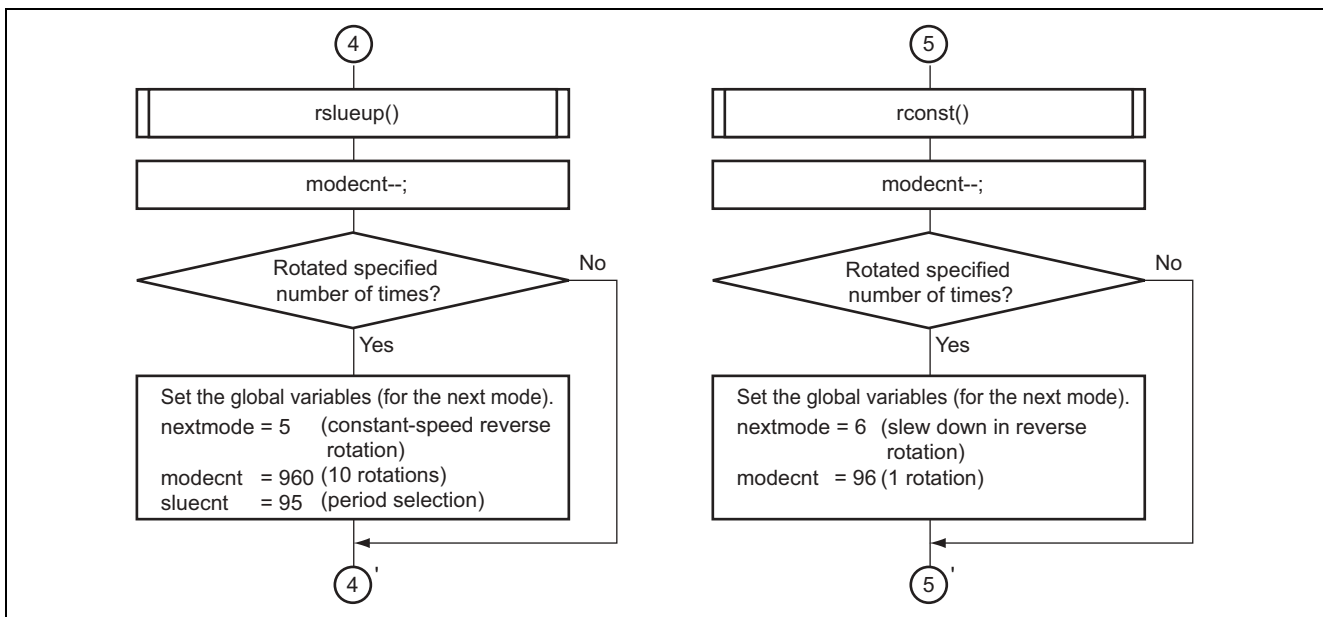 4
rslueup()
modecnt--;
Rotated specified
number of times?
No
Yes
Set the global variables (for the next mode).
nextmode = 5 (constant-speed reverse
rotation)
modecnt = 960 (10 rotations)
sluecnt = 95 (period selection)
4 '
5
rconst()
modecnt--;
Rotated specified
number of times?
No
Yes
Set the global variables (for the next mode).
nextmode = 6 (slew down in reverse
rotation)
modecnt = 96 (1 rotation)
5 '